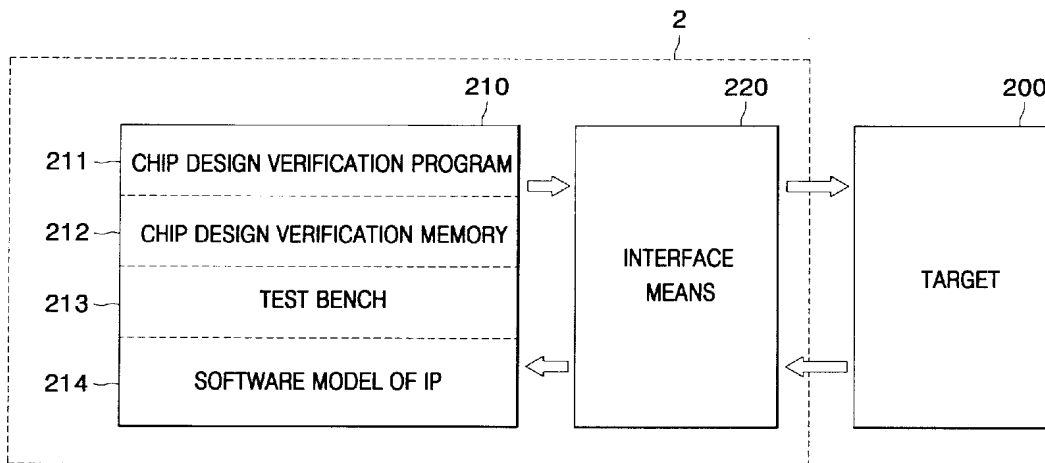 2
210
220
200
211
CHIP DESIGN VERIFICATION PROGRAM
212
CHIP DESIGN VERIFICATION MEMORY
213
TEST BENCH
214
SOFTWARE MODEL OF IP
INTERFACE
MEANS
TARGET